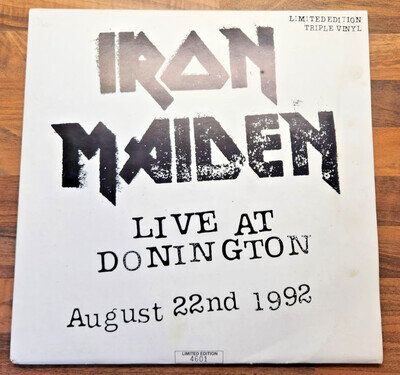 IRON
MAIDEN
LIMITED EDITION
TRIPLE VINYL
LIVE AT
DONINGTON
August 22nd 1992
LIMITED EDITION
4601